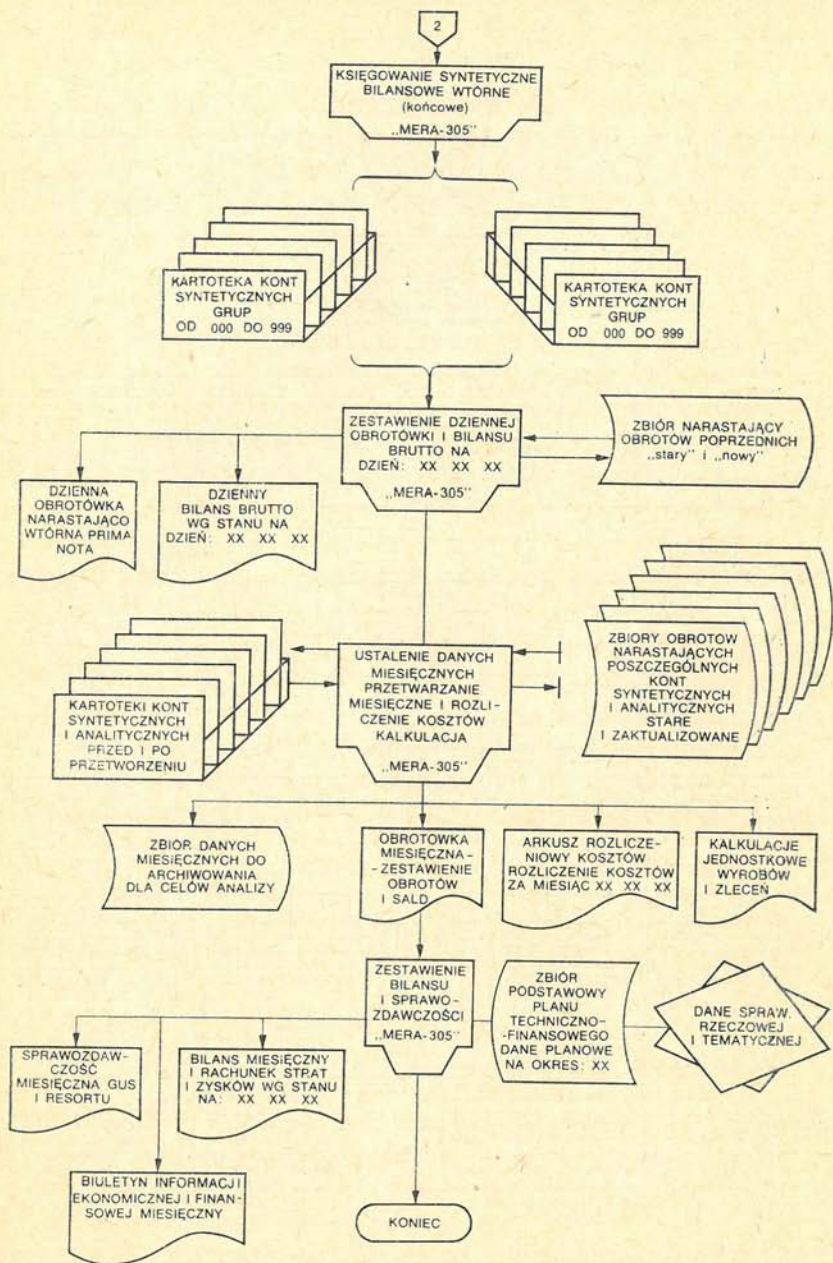 2
KSIĘGOWANIE SYNTETYCZNE
BILANSOWE WTÓRNE
(końcowe)
„MERA-305"
KARTOTEKA KONT
SYNTETYCZNYCH
GRUP
OD 000 DO 999
KARTOTEKA KONT
SYNTETYCZNYCH
GRUP
OD 000 DO 999
ZESTAWIENIE DZIENNEJ
OBROTÓWKI I BILANSU
BRUTTO NA
DZIEŃ: XX XX XX
„MERA-305"
ZBIÓR NARASTAJĄCY
OBROTÓW POPRZEDNICH
„stary" i „nowy"
DZIENNA
OBROTÓWKA
NARASTAJĄCO
WTÓRNA PRIMA
NOTA
DZIENNY
BILANS BRUTTO
WG STANU NA
DZIEŃ: XX XX XX
KARTOTEKI KONT
SYNTETYCZNYCH
I ANALITYCZNYCH
PRZED I PO
PRZETWORZENIU
USTALENIE DANYCH
MIESIĘCZNYCH
PRZETWARZANIE
MIESIĘCZNE I ROZLI-
CZENIE KOSZTÓW
KALKULACJA
„MERA-305"
ZBIORY OBROTOW
NARASTAJĄCYCH
POSZCZEGÓLNYCH
KONT
SYNTETYCZNYCH
I ANALITYCZNYCH
STARE
I ZAKTUALIZOWANE
ZBIÓR DANYCH
MIESIĘCZNYCH DO
ARCHIWOWANIA
DLA CELÓW ANALIZY
OBROTOWKA
MIESIĘCZNA-
-ZESTAWIENIE
OBROTÓW
I SALD
ARKUSZ ROZLICZE-
NIOWY KOSZTÓW
ROZLICZENIE KOSZTÓW
ZA MIESIĄC XX XX XX
KALKULACJE
JEDNOSTKOWE
WYROBÓW
I ZLECEŃ
ZESTAWIENIE
BILANSU
I SPRAWO-
ZDAWCZOŚCI
„MERA-305"
ZBIÓR
PODSTAWOWY
PLANU
TECHNICZNO-
-FINANSOWEGO
DANE PLANOWE
NA OKRES: XX
DANE SPRAW.
RZECZOWEJ
I TEMATYCZNEJ
SPRAWOZDAW-
CZOŚĆ
MIESIĘCZNA GUS
I RESORTU
BILANS MIESIĘCZNY
I RACHUNEK STRAT
I ZYSKÓW WG STANU
NA: XX XX XX
BIULETYN INFORMACJI
EKONOMICZNEJ I FINAN-
SOWEJ MIESIĘCZNY
KONIEC